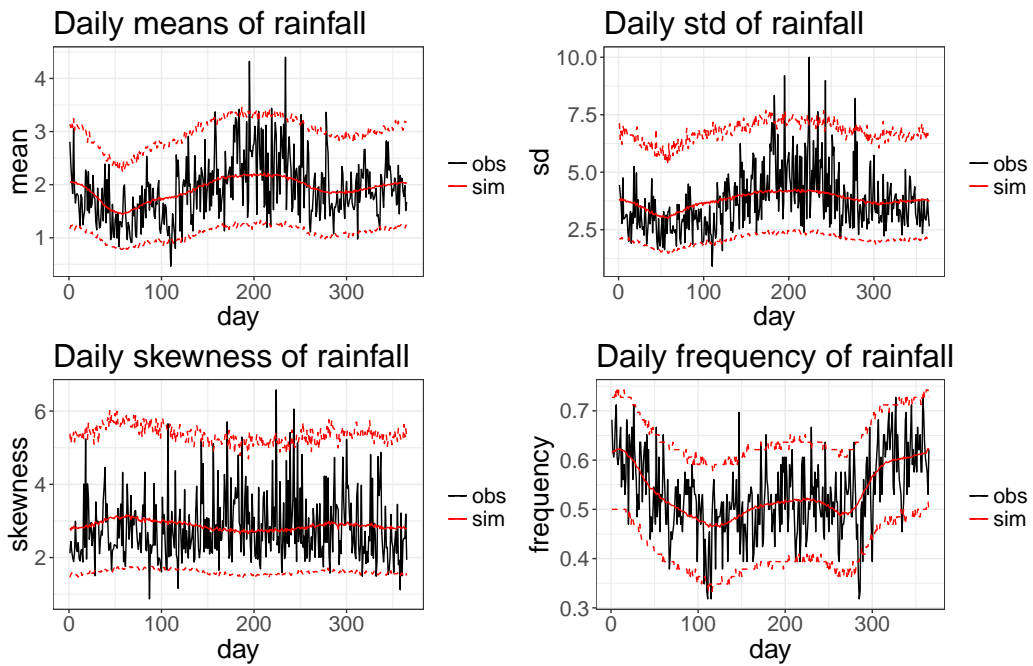 Daily means of rainfall
mean
4
3
2
1
0
100
200
300
day
obs
sim
Daily std of rainfall
sd
10.0
7.5
5.0
2.5
0
100
200
300
day
obs
sim
Daily skewness of rainfall
skewness
6
4
2
0
100
200
300
day
obs
sim
Daily frequency of rainfall
frequency
0.7
0.6
0.5
0.4
0.3
0
100
200
300
day
obs
sim